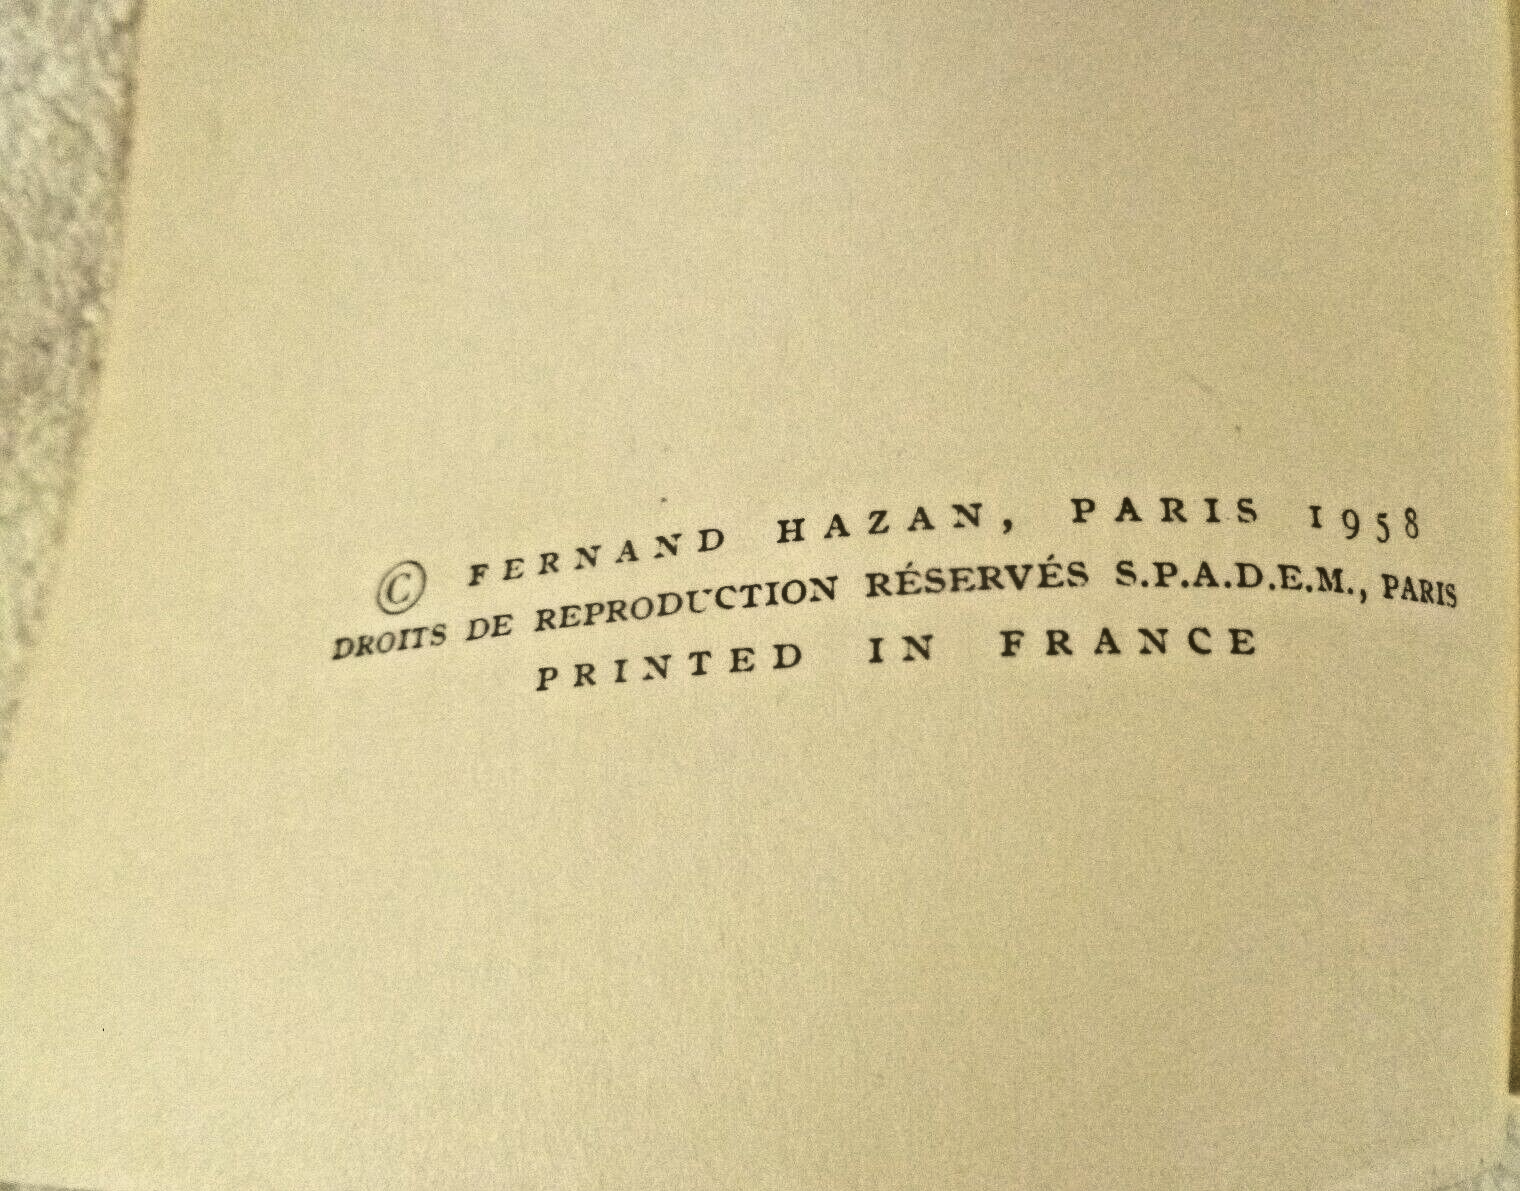 © FERNAND HAZAN, PARIS 1958
DROITS DE REPRODUCTION RÉSERVÉS S.P.A.D.E.M., PARIS
PRINTED IN FRANCE